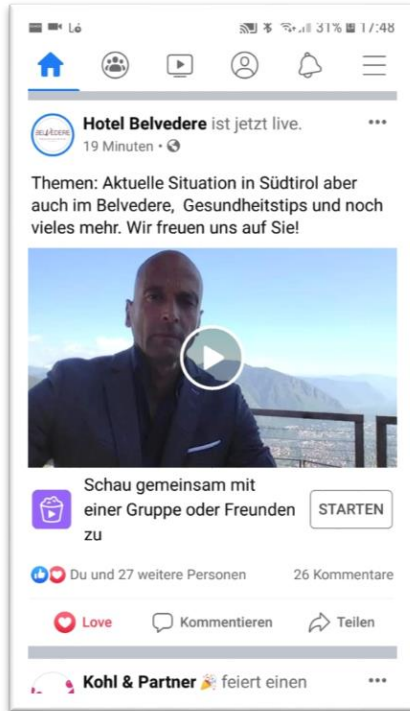 31% 17:48
Hotel Belvedere ist jetzt live.
19 Minuten
Themen: Aktuelle Situation in Südtirol aber
auch im Belvedere, Gesundheitstips und noch
vieles mehr. Wir freuen uns auf Sie!
Schau gemeinsam mit
einer Gruppe oder Freunden
zu
STARTEN
Du und 27 weitere Personen 26 Kommentare
Love Kommentieren Teilen
Kohl & Partner 🎉 feiert einen